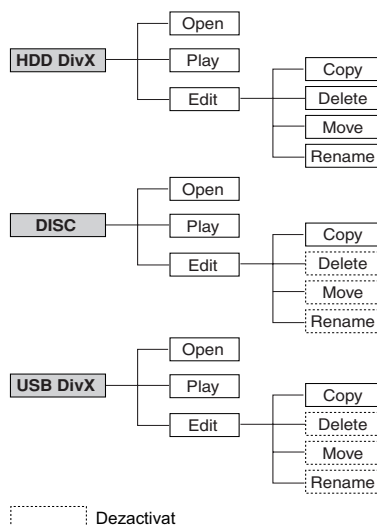 Open
HDD DivX
Play
Edit
Copy
Delete
Move
Rename
Open
DISC
Play
Edit
Copy
Delete
Move
Rename
Open
USB DivX
Play
Edit
Copy
Delete
Move
Rename
Dezactivat